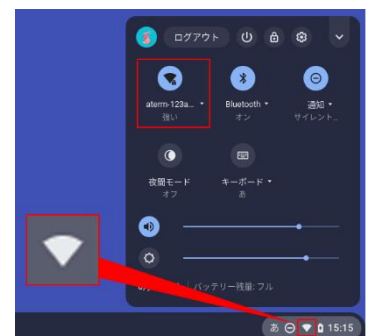 ログアウト
aterm-123a... Bluetooth 通知
強い オン サイレント...
夜間モード キーボード
オフ あ
バッテリー残量: フル
あ 15:15